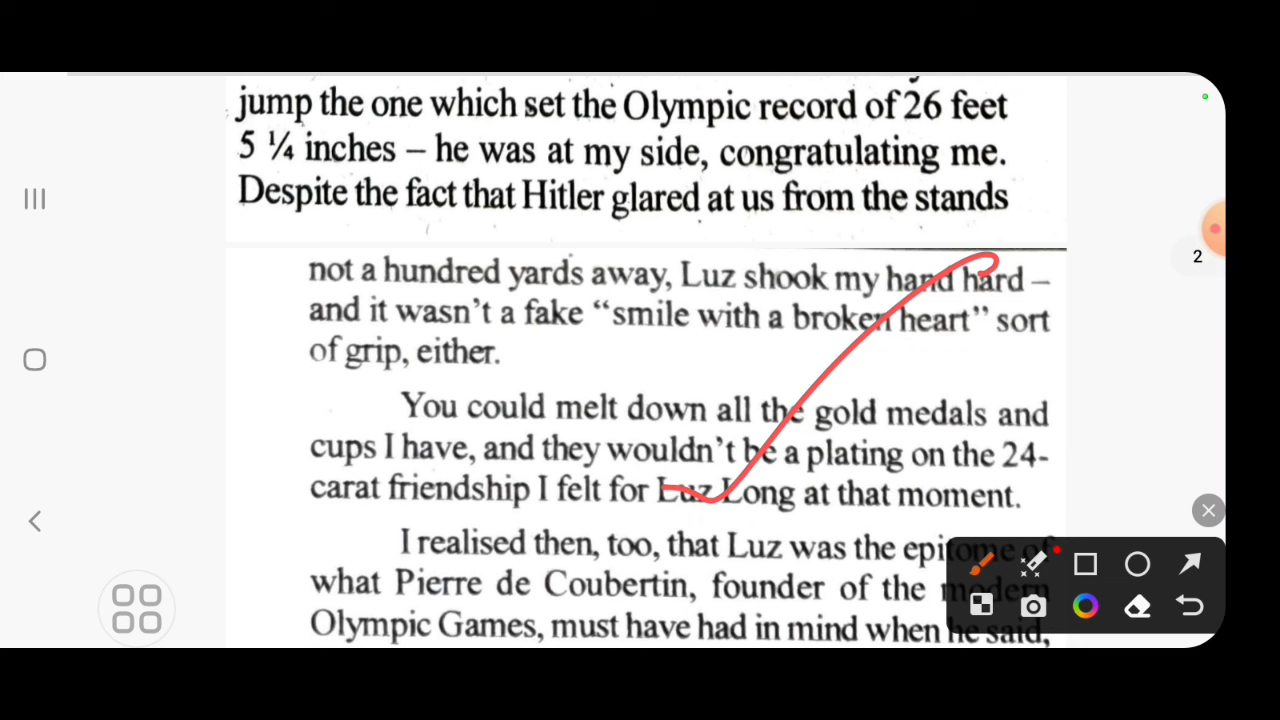 jump the one which set the Olympic record of 26 feet
5 ¼ inches – he was at my side, congratulating me.
Despite the fact that Hitler glared at us from the stands
2
not a hundred yards away, Luz shook my hand hard –
and it wasn't a fake “smile with a broken heart” sort
of grip, either.
You could melt down all the gold medals and
cups I have, and they wouldn't be a plating on the 24-
carat friendship I felt for Luz Long at that moment.
I realised then, too, that Luz was the epitome of
what Pierre de Coubertin, founder of the modern
Olympic Games, must have had in mind when he said,